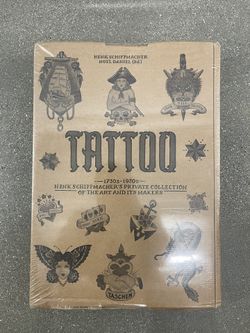 HENK SCHIFFMACHER
NOEL DANIEL (Ed.)
TATTOO
1730s–1970s
HENK SCHIFFMACHER'S PRIVATE COLLECTION
OF THE ART AND ITS MAKERS
TASCHEN